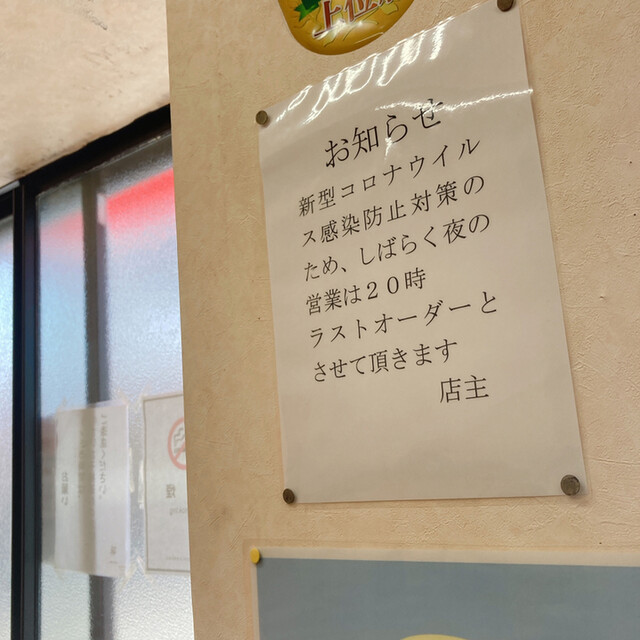 上位
お知らせ
新型コロナウイル
ス感染防止対策の
ため、しばらく夜の
営業は20時
ラストオーダーと
させて頂きます
店主